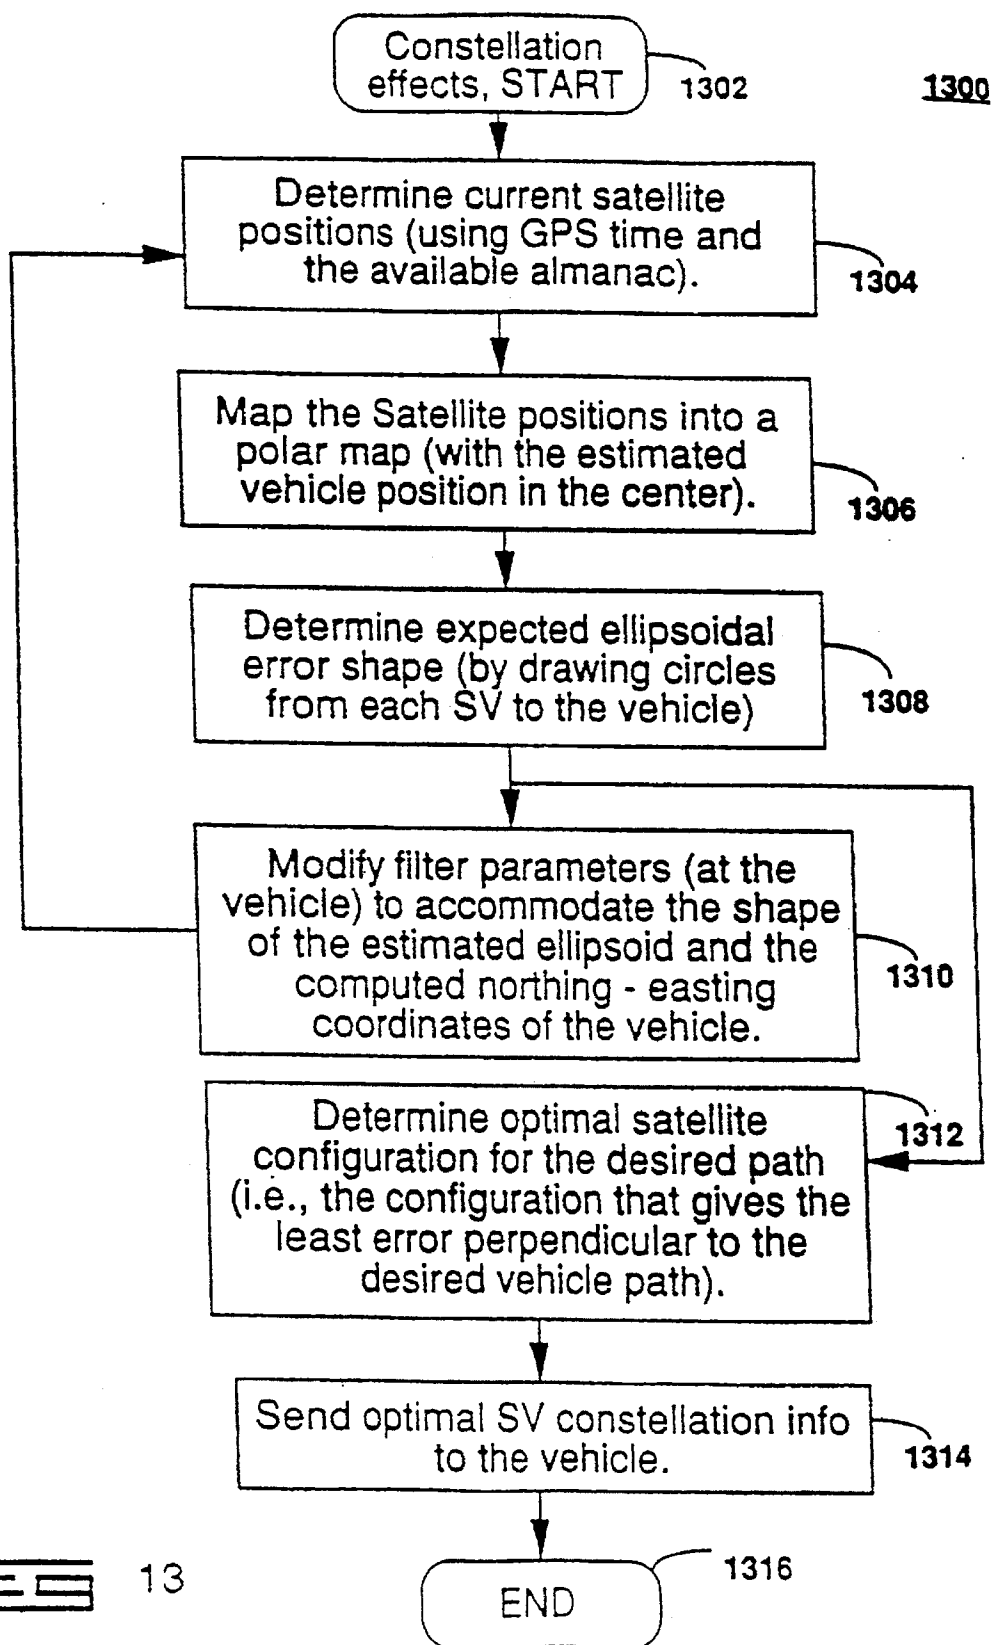 Constellation
effects, START
1302
1300
Determine current satellite
positions (using GPS time and
the available almanac).
1304
Map the Satellite positions into a
polar map (with the estimated
vehicle position in the center).
1306
Determine expected ellipsoidal
error shape (by drawing circles
from each SV to the vehicle)
1308
Modify filter parameters (at the
vehicle) to accommodate the shape
of the estimated ellipsoid and the
computed northing - easting
coordinates of the vehicle.
1310
Determine optimal satellite
configuration for the desired path
(i.e., the configuration that gives the
least error perpendicular to the
desired vehicle path).
1312
Send optimal SV constellation info
to the vehicle.
1314
END
1316
13